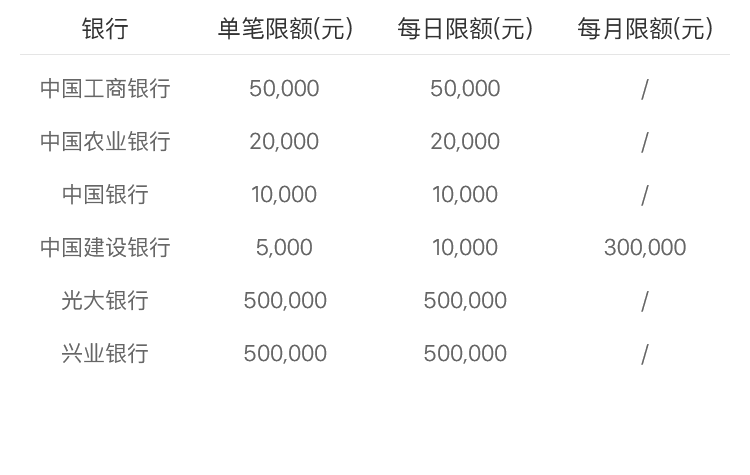 银行 单笔限额(元) 每日限额(元) 每月限额(元)
中国工商银行 50,000 50,000 /
中国农业银行 20,000 20,000 /
中国银行 10,000 10,000 /
中国建设银行 5,000 10,000 300,000
光大银行 500,000 500,000 /
兴业银行 500,000 500,000 /